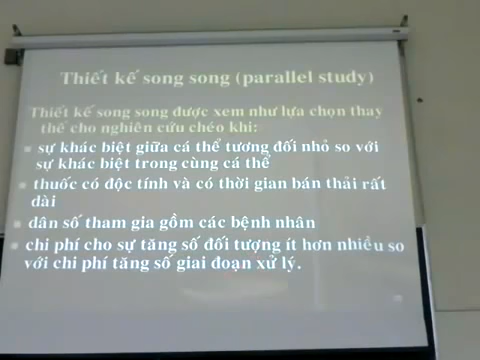 Thiết kế song song (parallel study)
Thiết kế song song được xem như lựa chọn thay
thế cho nghiên cứu chéo khi:
sự khác biệt giữa cá thể tương đối nhỏ so với
sự khác biệt trong cùng cá thể
thuốc có độc tính và có thời gian bán thải rất
dài
dân số tham gia gồm các bệnh nhân
chi phí cho sự tăng số đối tượng ít hơn nhiều so
với chi phí tăng số giai đoạn xử lý.